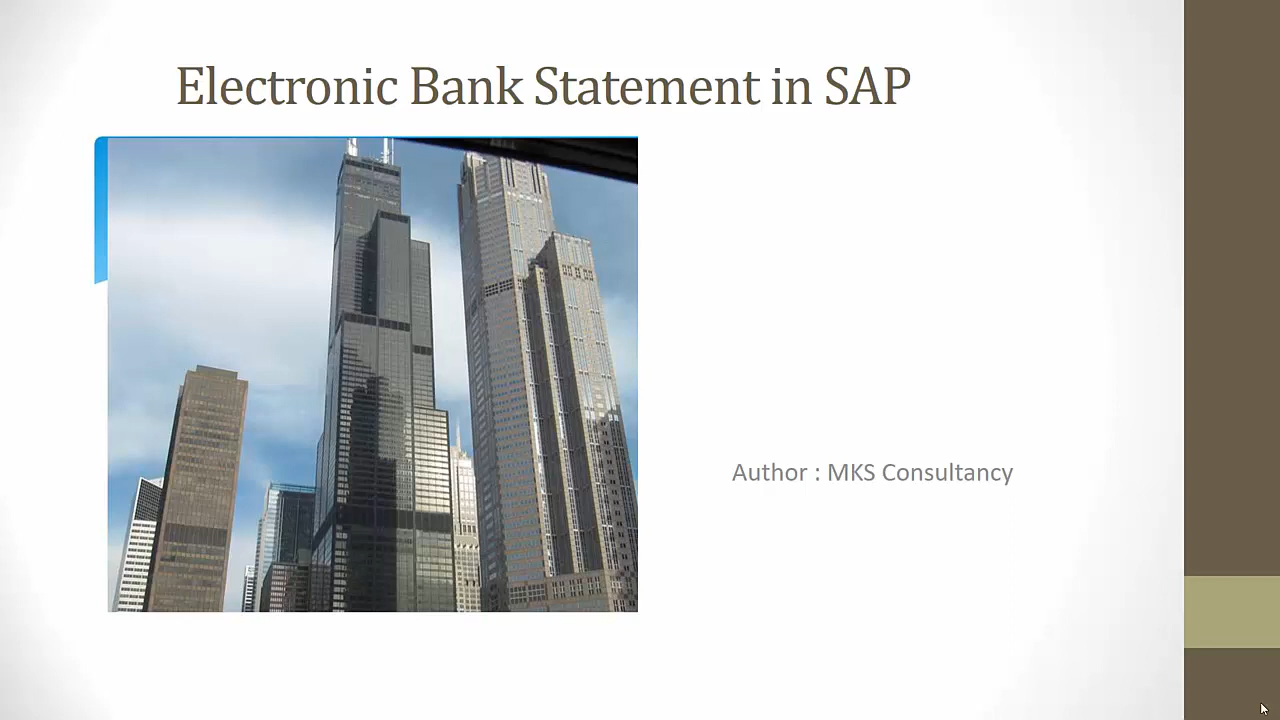 Electronic Bank Statement in SAP
Author : MKS Consultancy